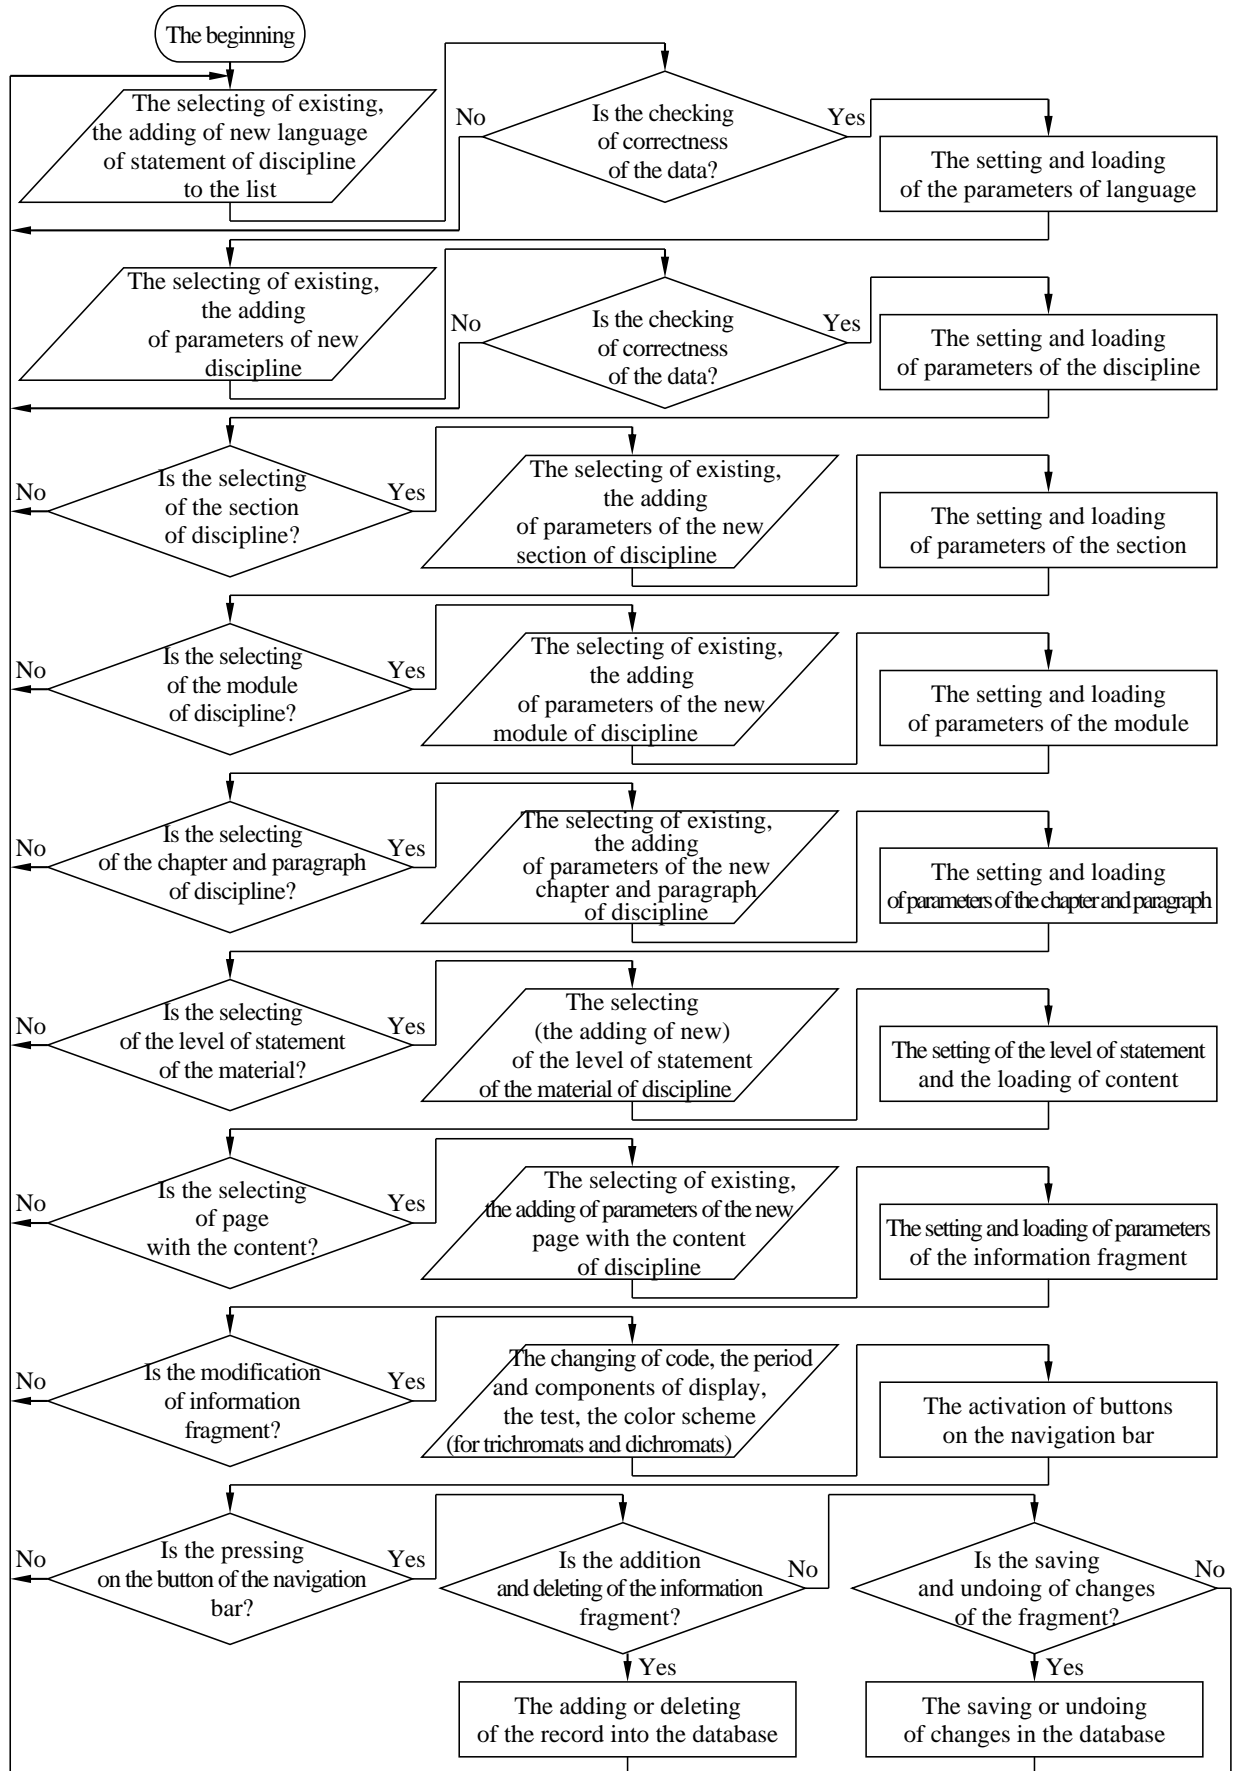 The beginning
The selecting of existing,
the adding of new language
of statement of discipline
to the list
No
Is the checking
of correctness
of the data?
Yes
The setting and loading
of the parameters of language
The selecting of existing,
the adding
of parameters of new
discipline
No
Is the checking
of correctness
of the data?
Yes
The setting and loading
of parameters of the discipline
No
Is the selecting
of the section
of discipline?
Yes
The selecting of existing,
the adding
of parameters of the new
section of discipline
The setting and loading
of parameters of the section
No
Is the selecting
of the module
of discipline?
Yes
The selecting of existing,
the adding
of parameters of the new
module of discipline
The setting and loading
of parameters of the module
No
Is the selecting
of the chapter and paragraph
of discipline?
Yes
The selecting of existing,
the adding
of parameters of the new
chapter and paragraph
of discipline
The setting and loading
of parameters of the chapter and paragraph
No
Is the selecting
of the level of statement
of the material?
Yes
The selecting
(the adding of new)
of the level of statement
of the material of discipline
The setting of the level of statement
and the loading of content
No
Is the selecting
of page
with the content?
Yes
The selecting of existing,
the adding of parameters of the new
page with the content
of discipline
The setting and loading of parameters
of the information fragment
No
Is the modification
of information
fragment?
Yes
The changing of code, the period
and components of display,
the test, the color scheme
(for trichromats and dichromats)
The activation of buttons
on the navigation bar
No
Is the pressing
on the button of the navigation
bar?
Yes
Is the addition
and deleting of the information
fragment?
No
Is the saving
and undoing of changes
of the fragment?
No
Yes
Yes
The adding or deleting
of the record into the database
The saving or undoing
of changes in the database